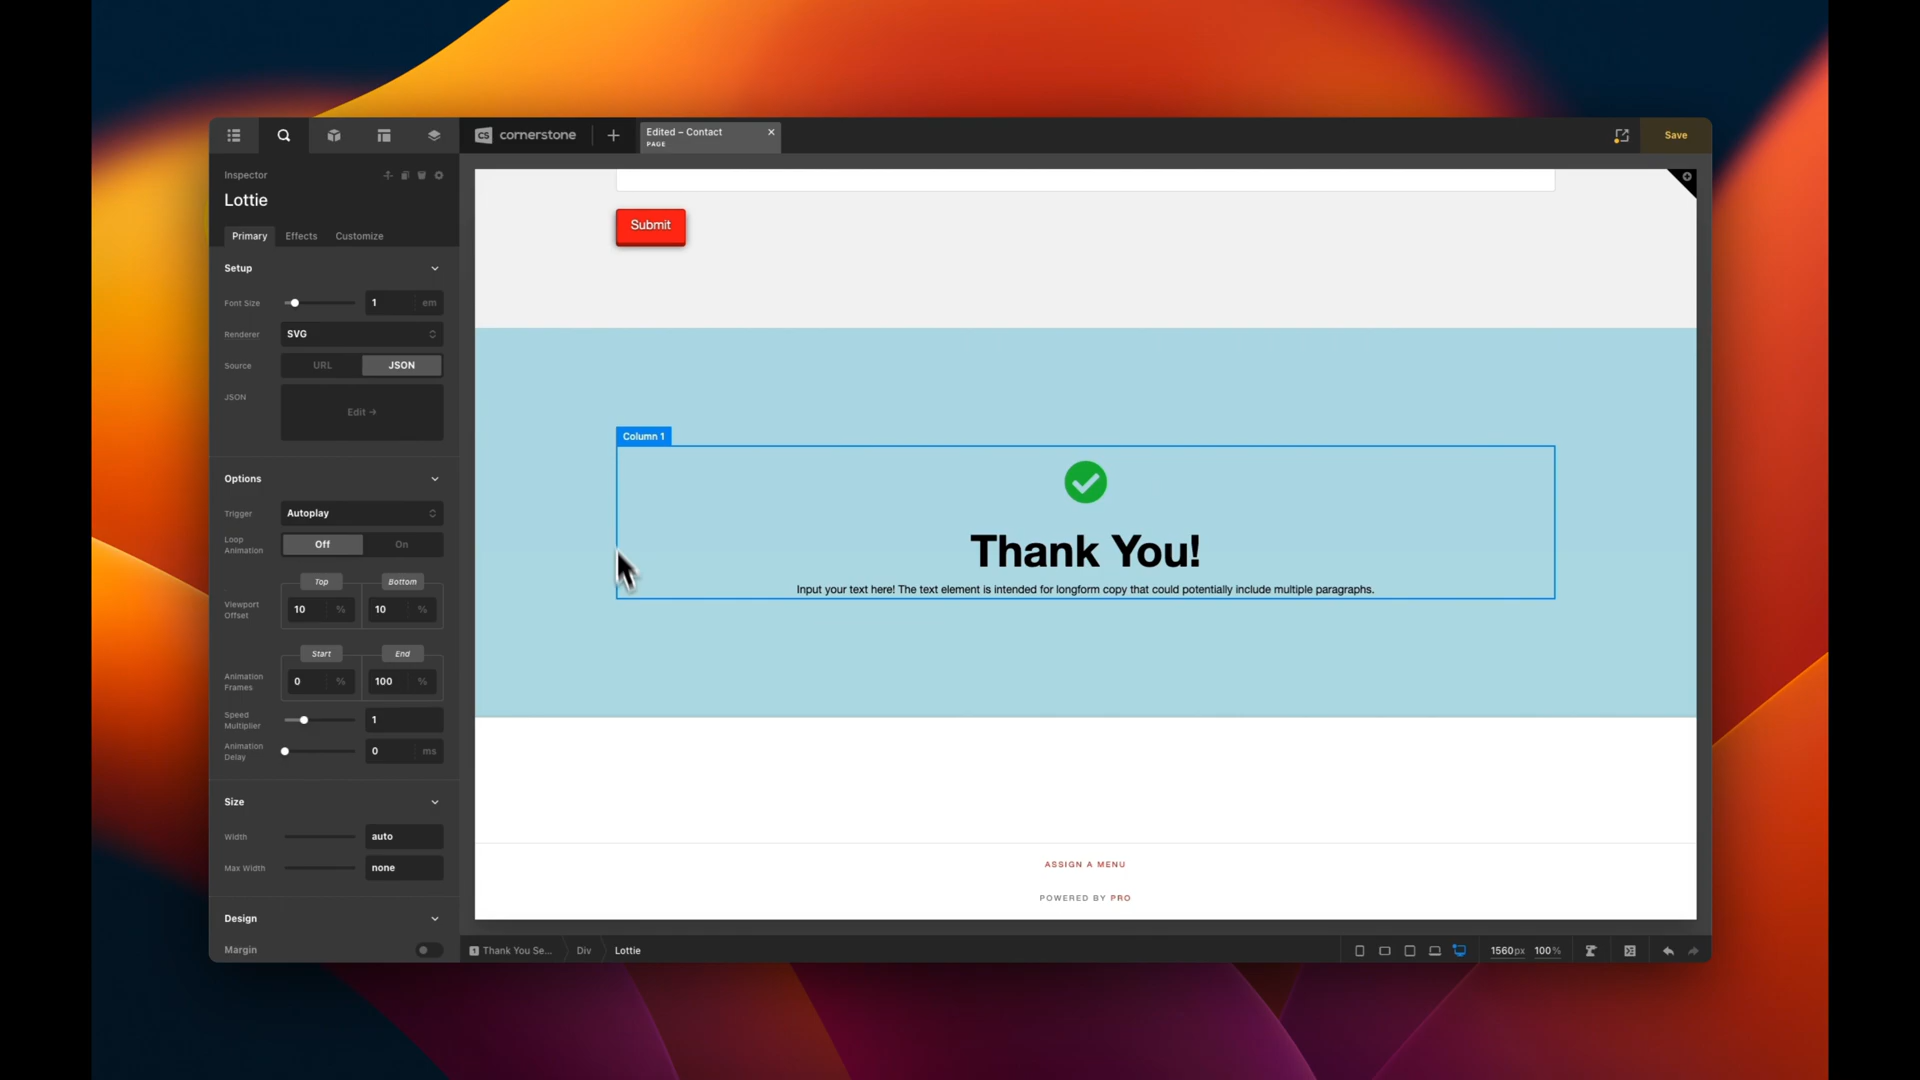 cs cornerstone
Edited – Contact
PAGE
Save
Inspector
Lottie
Primary Effects Customize
Setup
Font Size 1 em
Renderer SVG
Source URL JSON
JSON Edit →
Options
Trigger Autoplay
Loop
Animation
Off On
Top Bottom
Viewport
Offset
10 % 10 %
Start End
Animation
Frames
0 % 100 %
Speed
Multiplier
1
Animation
Delay
0 ms
Size
Width auto
Max Width none
Design
Margin
Submit
Column 1
Thank You!
Input your text here! The text element is intended for longform copy that could potentially include multiple paragraphs.
ASSIGN A MENU
POWERED BY PRO
1 Thank You Se... Div Lottie
1560px 100%